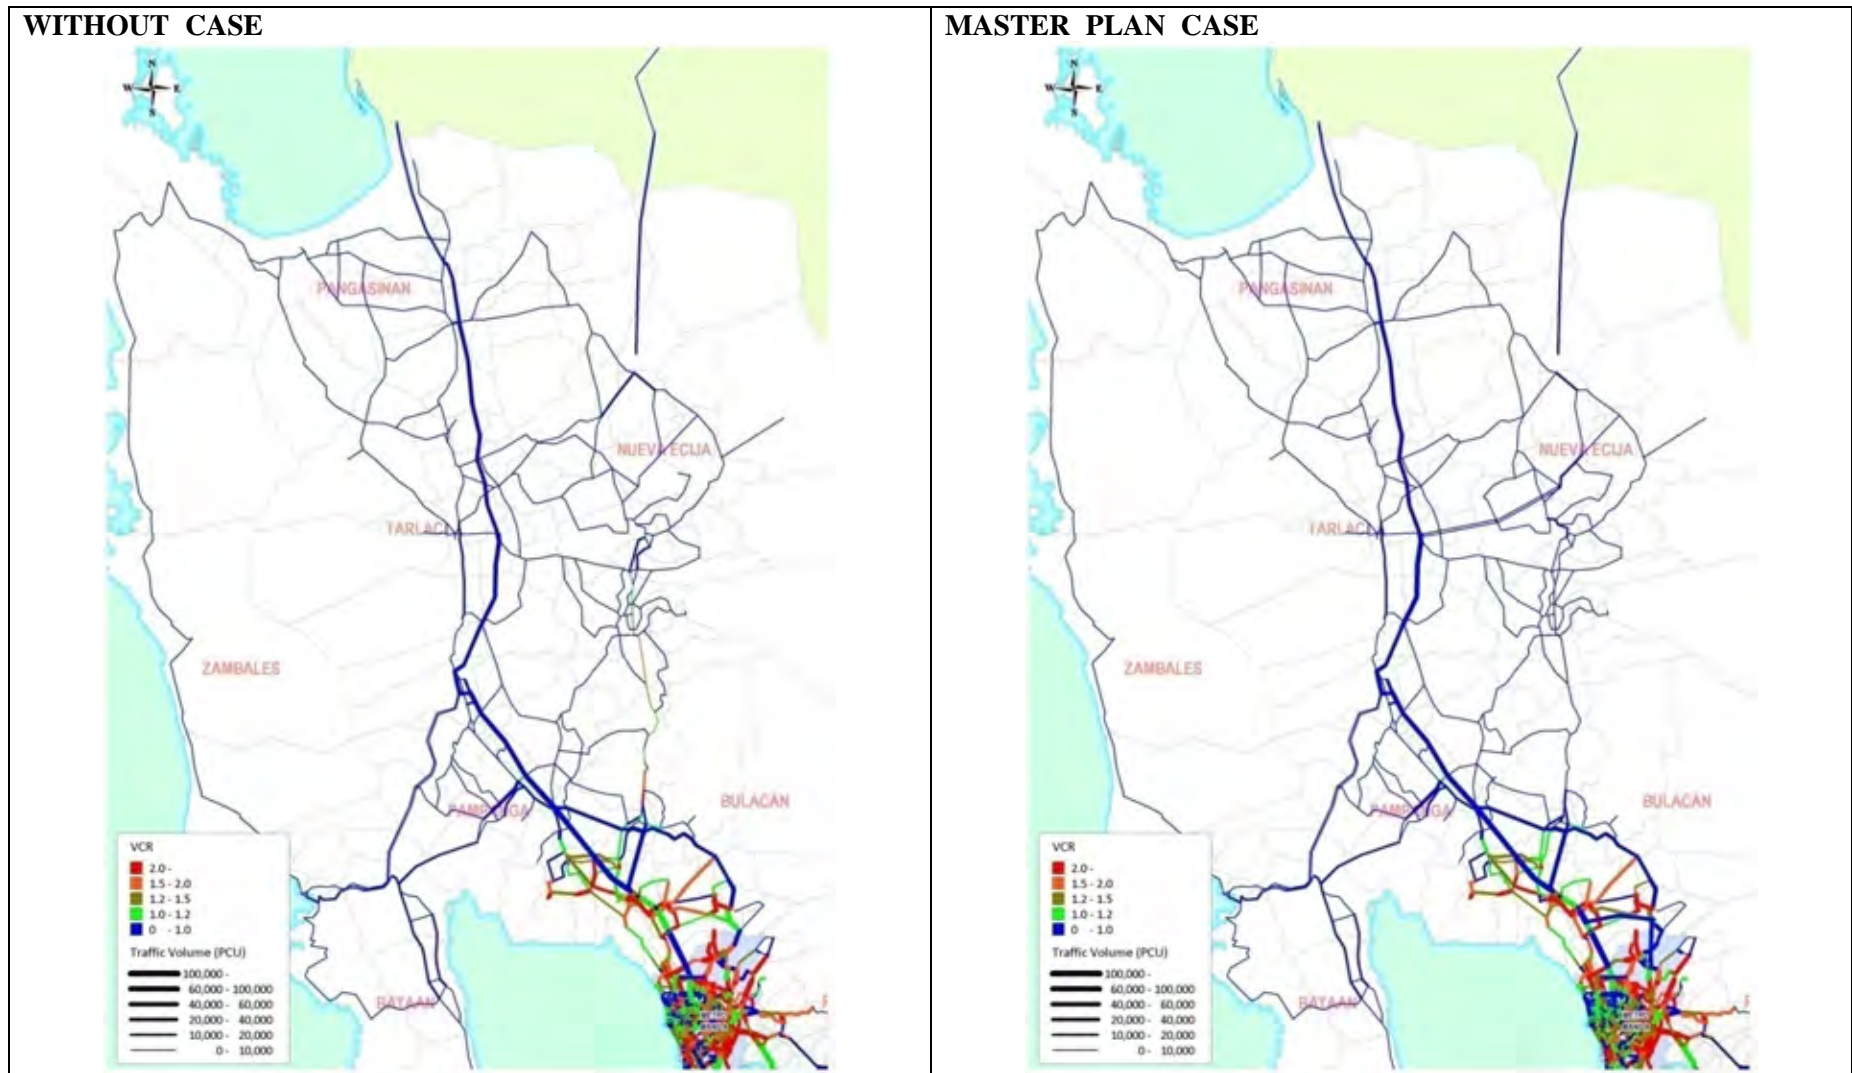 WITHOUT CASE
N
W E
S
PANGASINAN
NUEVA ECIJA
TARLAC
ZAMBALES
PAMPANGA
BULACAN
BATAAN
METRO
MANILA
VCR
2.0 -
1.5 - 2.0
1.2 - 1.5
1.0 - 1.2
0 - 1.0
Traffic Volume (PCU)
100,000 -
60,000 - 100,000
40,000 - 60,000
20,000 - 40,000
10,000 - 20,000
0 - 10,000
MASTER PLAN CASE
N
W E
S
PANGASINAN
NUEVA ECIJA
TARLAC
ZAMBALES
PAMPANGA
BULACAN
BATAAN
METRO
MANILA
VCR
2.0 -
1.5 - 2.0
1.2 - 1.5
1.0 - 1.2
0 - 1.0
Traffic Volume (PCU)
100,000 -
60,000 - 100,000
40,000 - 60,000
20,000 - 40,000
10,000 - 20,000
0 - 10,000